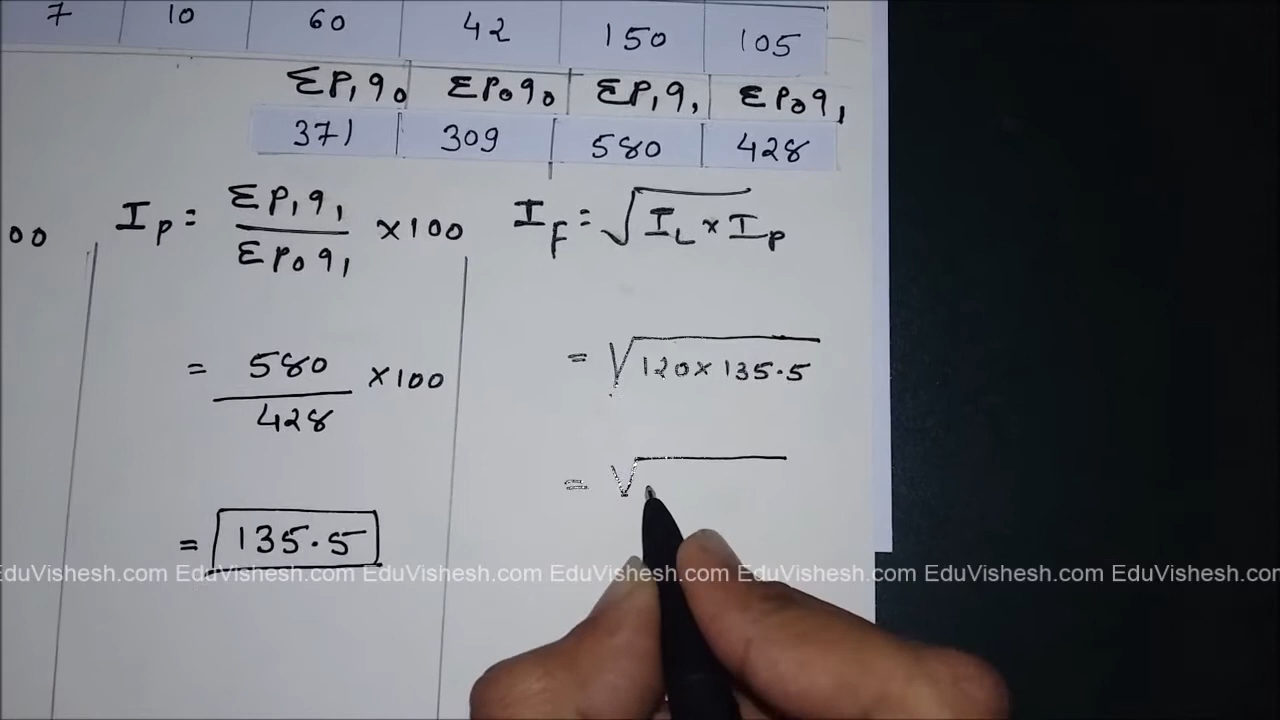 7 10 60 42 150 105
ΣP₁q₀ ΣP₀q₀ ΣP₁q₁ ΣP₀q₁
371 309 580 428
00
I_P = ΣP₁q₁ / ΣP₀q₁ × 100
I_F = √(I_L × I_P)
= 580 / 428 × 100
= √(120 × 135.5)
= √
= 135.5
EduVishesh.com EduVishesh.com EduVishesh.com EduVishesh.com EduVishesh.com EduVishesh.com EduVishesh.com